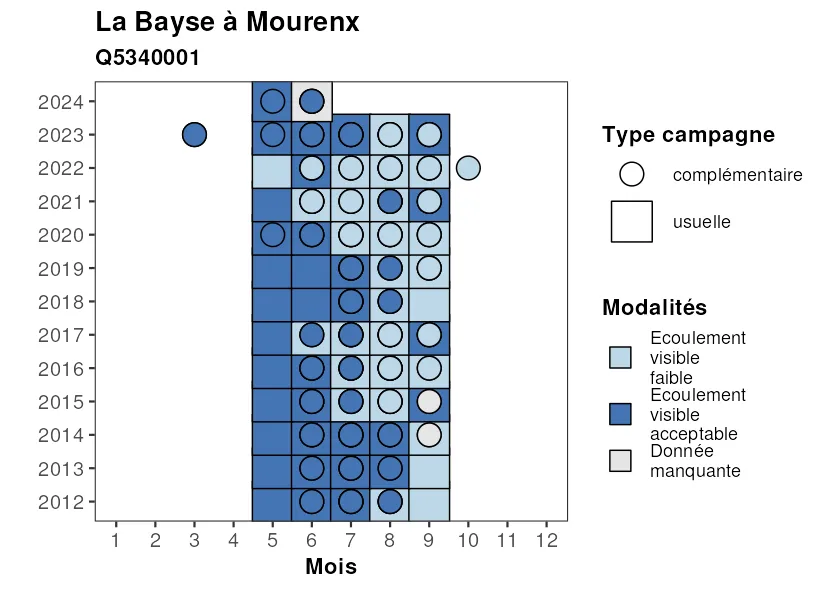 La Bayse à Mourenx
Q5340001
2024
2023
2022
2021
2020
2019
2018
2017
2016
2015
2014
2013
2012
1 2 3 4 5 6 7 8 9 10 11 12
Mois
Type campagne
complémentaire
usuelle
Modalités
Ecoulement
visible
faible
Ecoulement
visible
acceptable
Donnée
manquante